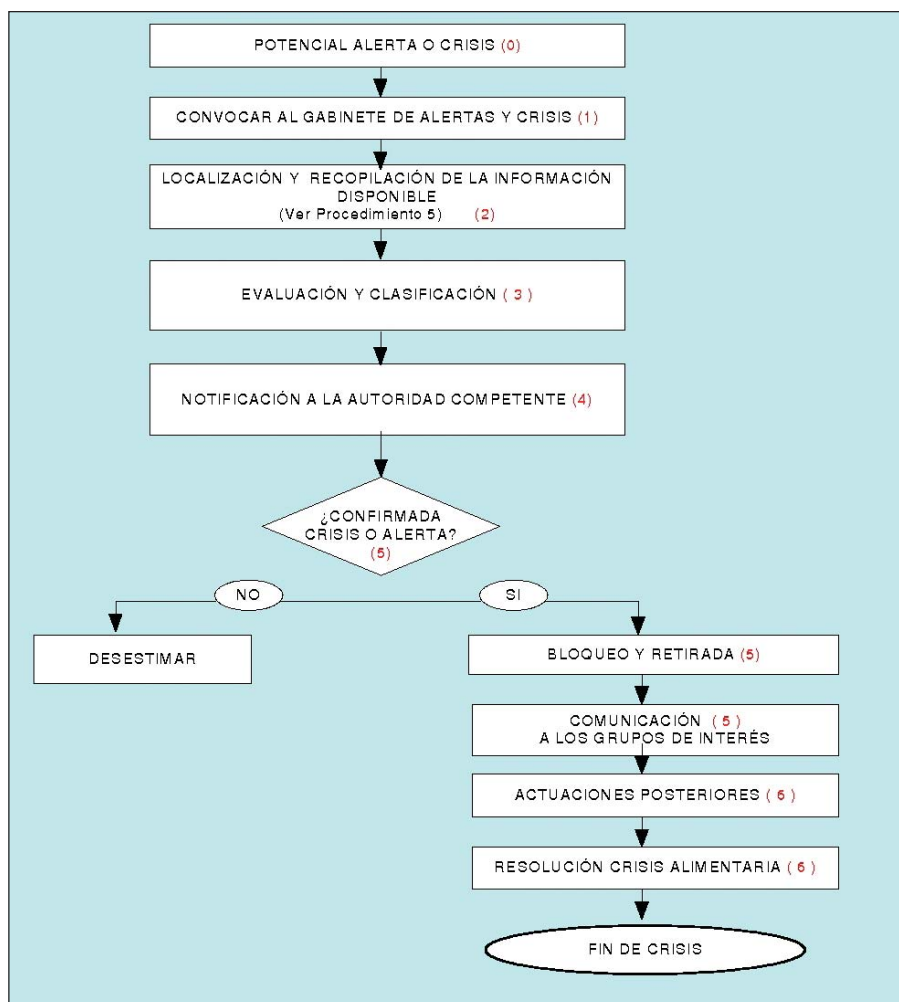 POTENCIAL ALERTA O CRISIS (0)
CONVOCAR AL GABINETE DE ALERTAS Y CRISIS (1)
LOCALIZACIÓN Y RECOPILACIÓN DE LA INFORMACIÓN
DISPONIBLE
(Ver Procedimiento 5) (2)
EVALUACIÓN Y CLASIFICACIÓN ( 3 )
NOTIFICACIÓN A LA AUTORIDAD COMPETENTE (4)
¿CONFIRMADA
CRISIS O ALERTA?
(5)
NO
SI
DESESTIMAR
BLOQUEO Y RETIRADA (5)
COMUNICACIÓN ( 5 )
A LOS GRUPOS DE INTERÉS
ACTUACIONES POSTERIORES ( 6 )
RESOLUCIÓN CRISIS ALIMENTARIA ( 6 )
FIN DE CRISIS